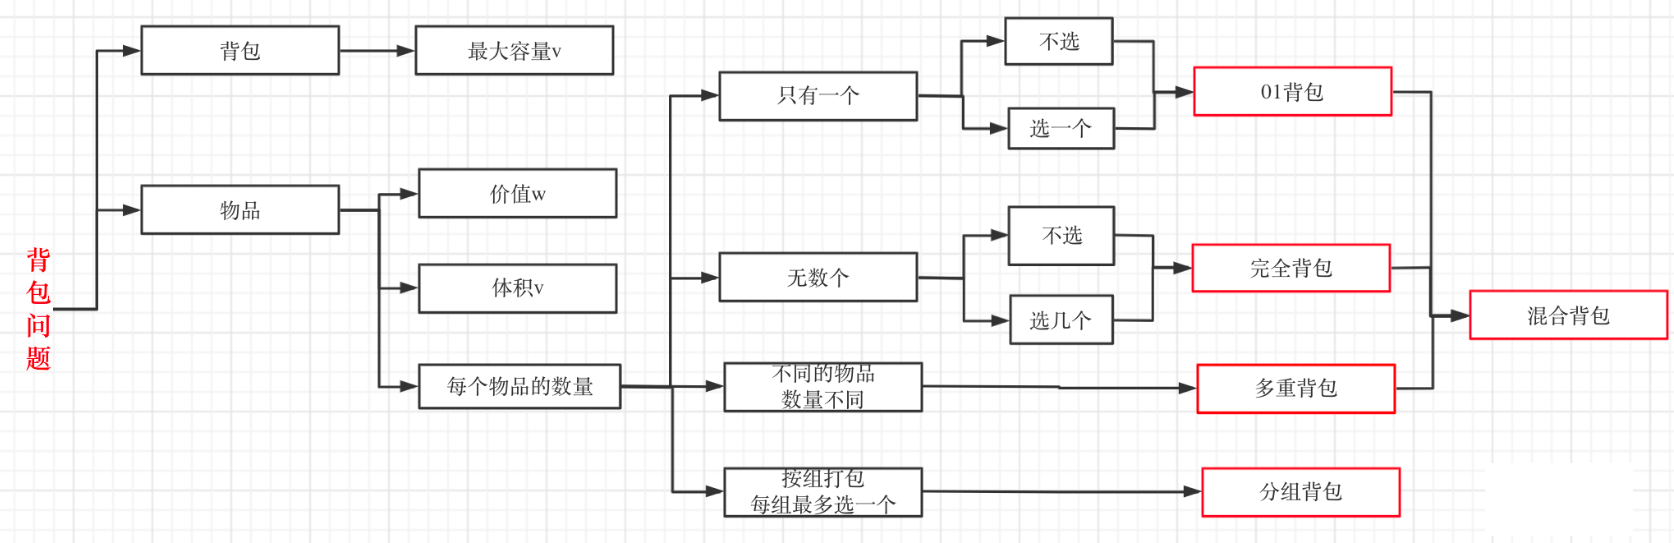 背包问题
背包
最大容量v
物品
价值w
体积v
每个物品的数量
只有一个
不选
选一个
01背包
无数个
不选
选几个
完全背包
不同的物品
数量不同
多重背包
混合背包
按组打包
每组最多选一个
分组背包